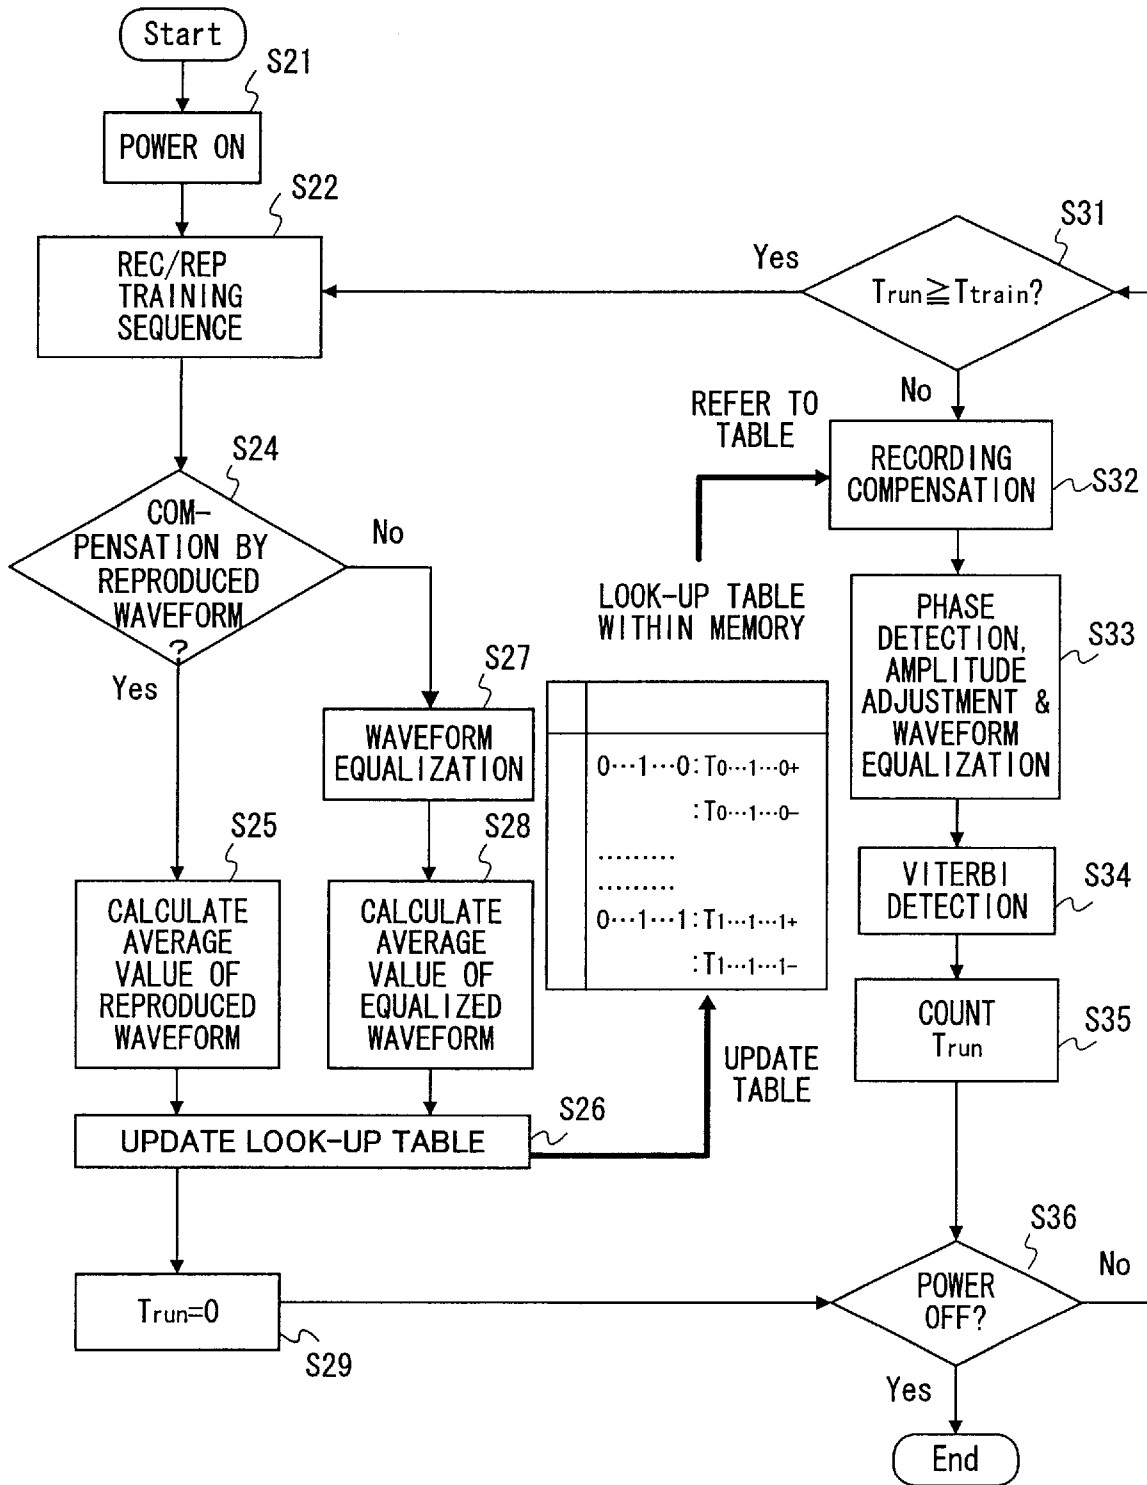 Start
S21
POWER ON
S22
REC/REP
TRAINING
SEQUENCE
S24
COM-
PENSATION BY
REPRODUCED
WAVEFORM
?
No
Yes
S27
WAVEFORM
EQUALIZATION
S25
CALCULATE
AVERAGE
VALUE OF
REPRODUCED
WAVEFORM
S28
CALCULATE
AVERAGE
VALUE OF
EQUALIZED
WAVEFORM
UPDATE LOOK-UP TABLE
S26
Trun=0
S29
UPDATE
TABLE
0···1···0:T0···1···0+
:T0···1···0-
·········
·········
0···1···1:T1···1···1+
:T1···1···1-
LOOK-UP TABLE
WITHIN MEMORY
REFER TO
TABLE
S31
Trun≧Ttrain?
Yes
No
RECORDING
COMPENSATION
S32
PHASE
DETECTION,
AMPLITUDE
ADJUSTMENT &
WAVEFORM
EQUALIZATION
S33
VITERBI
DETECTION
S34
COUNT
Trun
S35
S36
POWER
OFF?
No
Yes
End